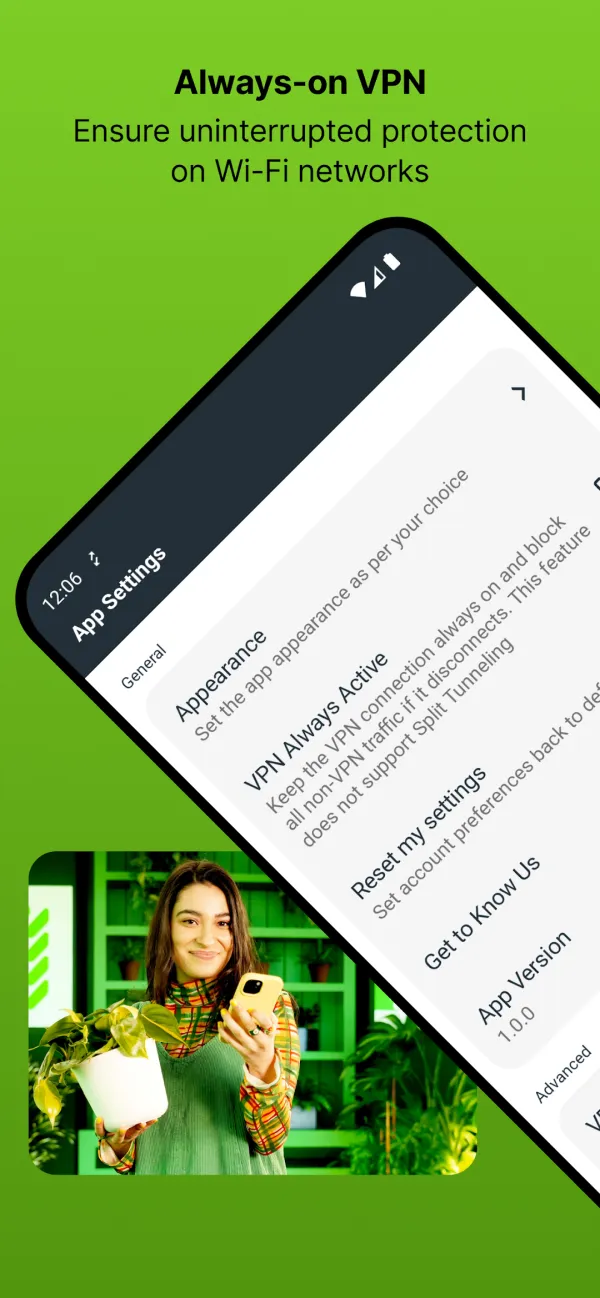 Always-on VPN
Ensure uninterrupted protection
on Wi-Fi networks
12:06
App Settings
General
Appearance
Set the app appearance as per your choice
VPN Always Active
Keep the VPN connection always on and block
all non-VPN traffic if it disconnects. This feature
does not support Split Tunneling
Reset my settings
Set account preferences back to
Get to Know Us
App Version
1.0.0
Advanced